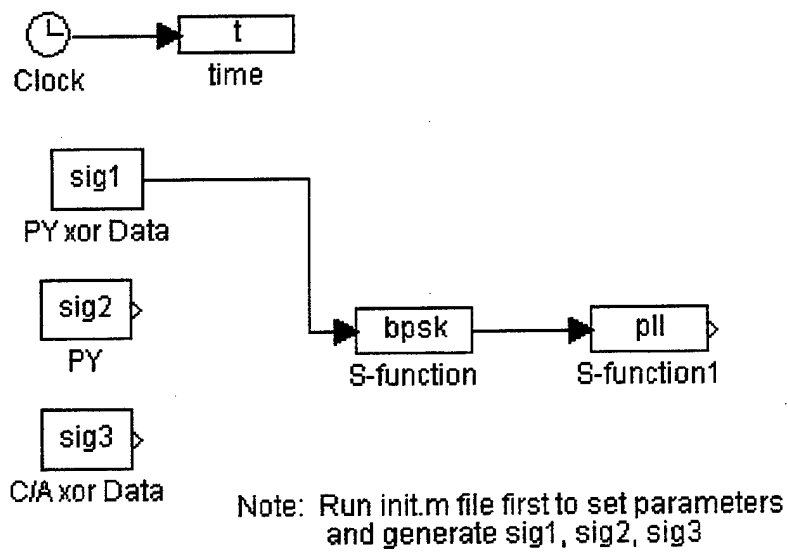 t
Clock
time
sig1
PY xor Data
sig2
PY
bpsk
S-function
pll
S-function1
sig3
C/A xor Data
Note: Run init.m file first to set parameters
and generate sig1, sig2, sig3